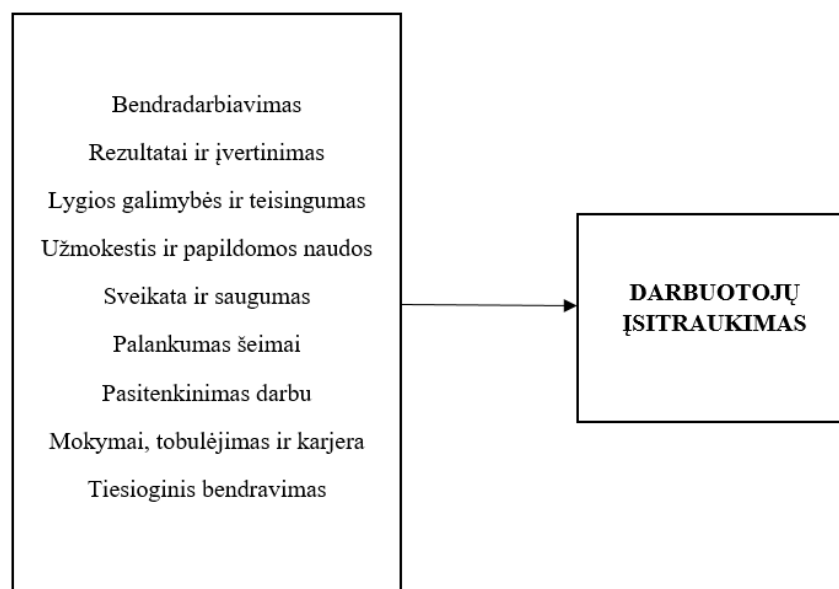 Bendradarbiavimas
Rezultatai ir įvertinimas
Lygios galimybės ir teisingumas
Užmokestis ir papildomos naudos
Sveikata ir saugumas
Palankumas šeimai
Pasitenkinimas darbu
Mokymai, tobulėjimas ir karjera
Tiesioginis bendravimas
DARBUOTOJŲ
ĮSITRAUKIMAS